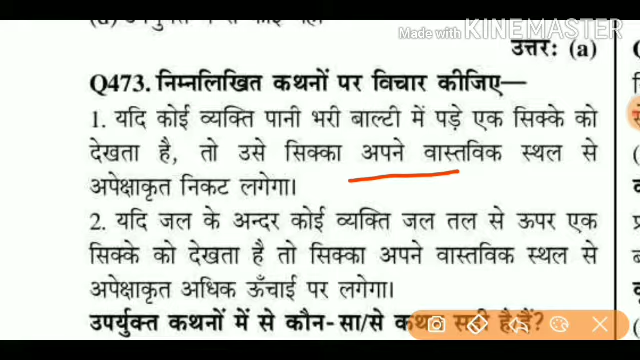 Made with KINEMASTER
उत्तरः (a)
Q473. निम्नलिखित कथनों पर विचार कीजिए—
1. यदि कोई व्यक्ति पानी भरी बाल्टी में पड़े एक सिक्के को
देखता है, तो उसे सिक्का अपने वास्तविक स्थल से
अपेक्षाकृत निकट लगेगा।
2. यदि जल के अन्दर कोई व्यक्ति जल तल से ऊपर एक
सिक्के को देखता है तो सिक्का अपने वास्तविक स्थल से
अपेक्षाकृत अधिक ऊँचाई पर लगेगा।
उपर्युक्त कथनों में से कौन-सा/से